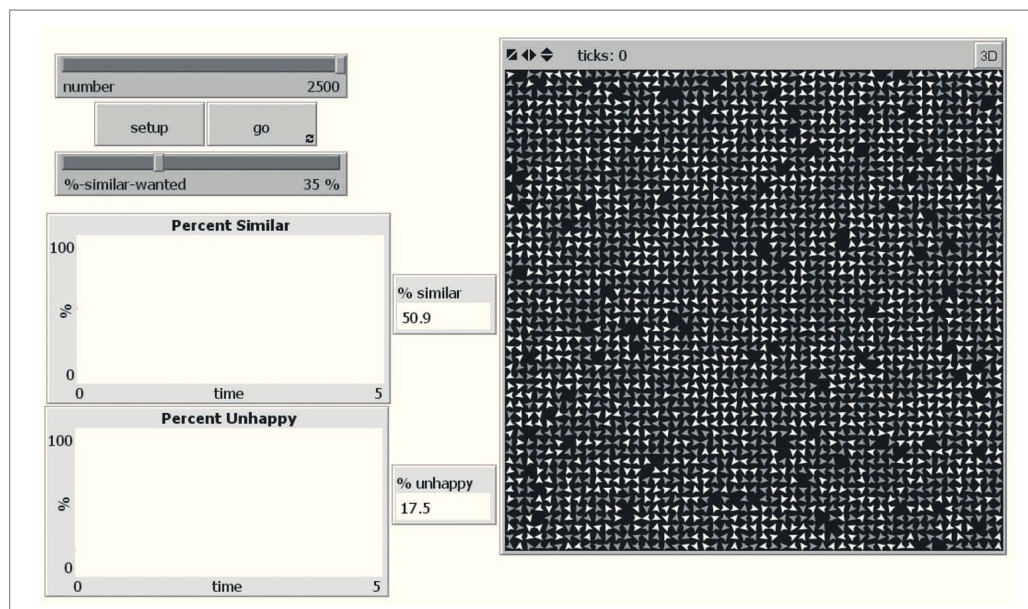 number 2500
setup go
%-similar-wanted 35 %
Percent Similar
100
%
0
0 time 5
% similar
50.9
Percent Unhappy
100
%
0
0 time 5
% unhappy
17.5
ticks: 0 3D